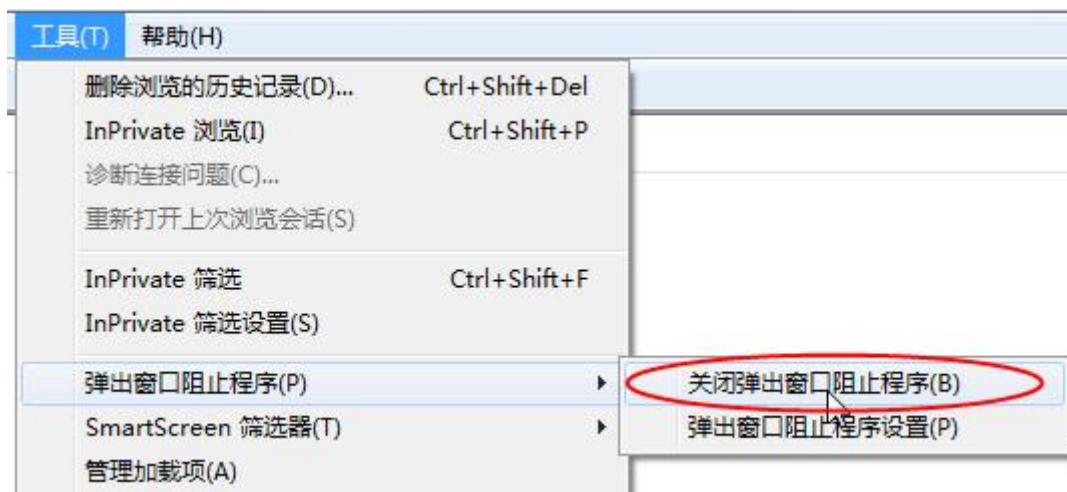 工具(T) 帮助(H)
删除浏览的历史记录(D)... Ctrl+Shift+Del
InPrivate 浏览(I) Ctrl+Shift+P
诊断连接问题(C)...
重新打开上次浏览会话(S)
InPrivate 筛选 Ctrl+Shift+F
InPrivate 筛选设置(S)
弹出窗口阻止程序(P) 关闭弹出窗口阻止程序(B)
SmartScreen 筛选器(T) 弹出窗口阻止程序设置(P)
管理加载项(A)